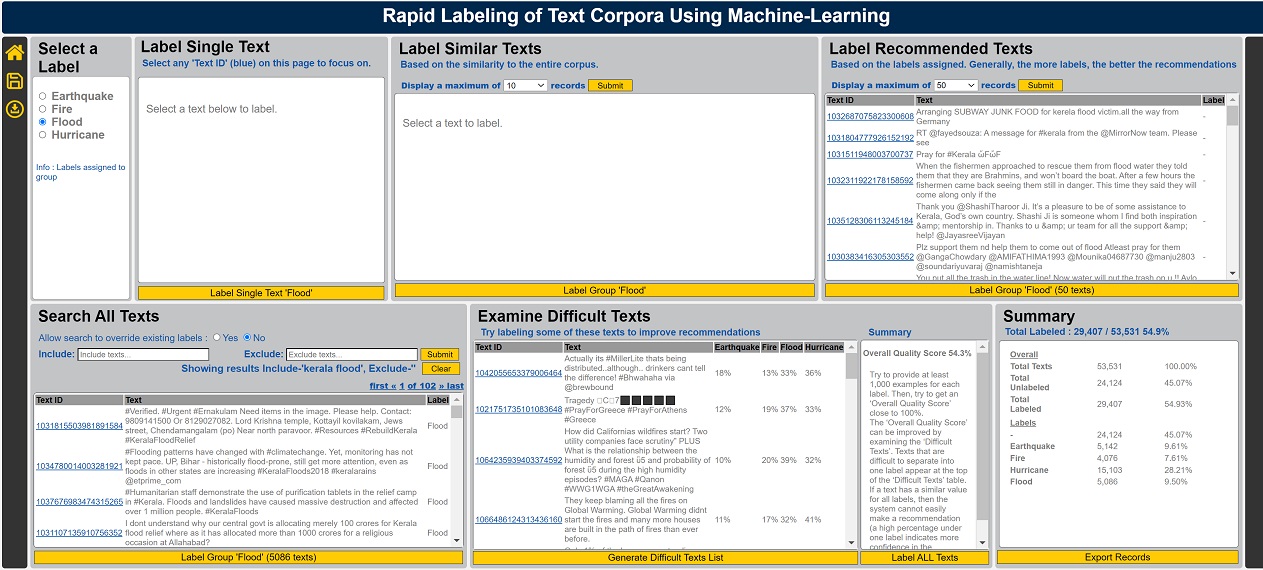 Rapid Labeling of Text Corpora Using Machine-Learning
Select a
Label
Earthquake
Fire
Flood
Hurricane
Info : Labels assigned to
group
Label Single Text
Select any 'Text ID' (blue) on this page to focus on.
Select a text below to label.
Label Single Text 'Flood'
Label Similar Texts
Based on the similarity to the entire corpus.
Display a maximum of 10 records Submit
Select a text to label.
Label Group 'Flood'
Label Recommended Texts
Based on the labels assigned. Generally, the more labels, the better the recommendations
Display a maximum of 50 records Submit
Text ID Text Label
1032687075823300608 Arranging SUBWAY JUNK FOOD for kerela flood victim.all the way from
Germany -
1031804777926152192 RT @fayedsouza: A message for #kerala from the @MirrorNow team. Please
see -
1031511948003700737 Pray for #Kerala -
When the fishermen approached to rescue them from flood water they told
them that they are Brahmins, and won't board the boat. After a few hours the
1032311922178158592 fishermen came back seeing them still in danger. This time they said they will -
come along only if the
Thank you @ShashiTharoor Ji. It's a pleasure to be of some assistance to
Kerala, God's own country. Shashi Ji is someone whom I find both inspiration
1035128306113245184 &amp; mentorship in. Thanks to u &amp; ur team for all the support &amp; -
help! @JayasreeVijayan
Plz support them nd help them to come out of flood Atleast pray for them
1030383416305303552 @GangaChowdary @AMIFATHIMA1993 @Mounika04687730 @manju2803 -
@soundariyuvaraj @namishtaneja
You put all the trash in the water line! Now water will put the trash on u !!
Label Group 'Flood' (50 texts)
Search All Texts
Allow search to override existing labels : Yes No
Include: Include texts... Exclude: Exclude texts... Submit
Showing results Include-'kerala flood', Exclude-'' Clear
first « 1 of 102 » last
Text ID Text Label
#Verified. #Urgent #Ernakulam Need items in the image. Please help. Contact:
9809141500 Or 8129027082. Lord Krishna temple, Kottayil kovilakam, Jews
1031815503981891584 street, Chendamangalam (po) Near north paravoor. #Resources #RebuildKerala Flood
#KeralaFloodRelief
#Flooding patterns have changed with #climatechange. Yet, monitoring has not
kept pace. UP, Bihar - historically flood-prone, still get more attention, even as
1034780014003281921 floods in other states are increasing #KeralaFloods2018 #keralarains Flood
@etprime_com
#Humanitarian staff demonstrate the use of purification tablets in the relief camp
1037676983474315265 in #Kerala. Floods and landslides have caused massive destruction and affected Flood
over 1 million people. #KeralaFloods
I dont understand why our central govt is allocating merely 100 crores for Kerala
1031107135910756352 flood relief where as it has allocated more than 1000 crores for a religious Flood
occasion at Allahabad?
Label Group 'Flood' (5086 texts)
Examine Difficult Texts
Try labeling some of these texts to improve recommendations
Text ID Text Earthquake Fire Flood Hurricane
Actually its #MillerLite thats being
distributed..although.. drinkers cant tell
1042055653379006464 the difference! #Bhwahaha via 18% 13% 33% 36%
@brewbound
Tragedy
1021751735101083648 #PrayForGreece #PrayForAthens 12% 19% 37% 33%
#Greece
How did Californias wildfires start? Two
utility companies face scrutiny" PLUS
What is the relationship between the
1064235939403374592 humidity and forest ü5 and probability of 10% 20% 39% 32%
forest ü5 during the high humidity
episodes? #MAGA #Qanon
#WWG1WGA #theGreatAwakening
They keep blaming all the fires on
Global Warming. Global Warming didnt
1066486124313436160 start the fires and many more houses 11% 17% 32% 41%
are built in the path of fires than ever
before.
Generate Difficult Texts List
Summary
Overall Quality Score 54.3%
Try to provide at least
1,000 examples for each
label. Then, try to get an
'Overall Quality Score'
close to 100%.
The 'Overall Quality Score'
can be improved by
examining the 'Difficult
Texts'. Texts that are
difficult to separate into
one label appear at the top
of the 'Difficult Texts' table.
If a text has a similar value
for all labels, then the
system cannot easily
make a recommendation
(a high percentage under
one label indicates more
confidence in the
Label ALL Texts
Summary
Total Labeled : 29,407 / 53,531 54.9%
Overall
Total Texts 53,531 100.00%
Total
Unlabeled 24,124 45.07%
Total
Labeled 29,407 54.93%
Labels
- 24,124 45.07%
Earthquake 5,142 9.61%
Fire 4,076 7.61%
Hurricane 15,103 28.21%
Flood 5,086 9.50%
Export Records